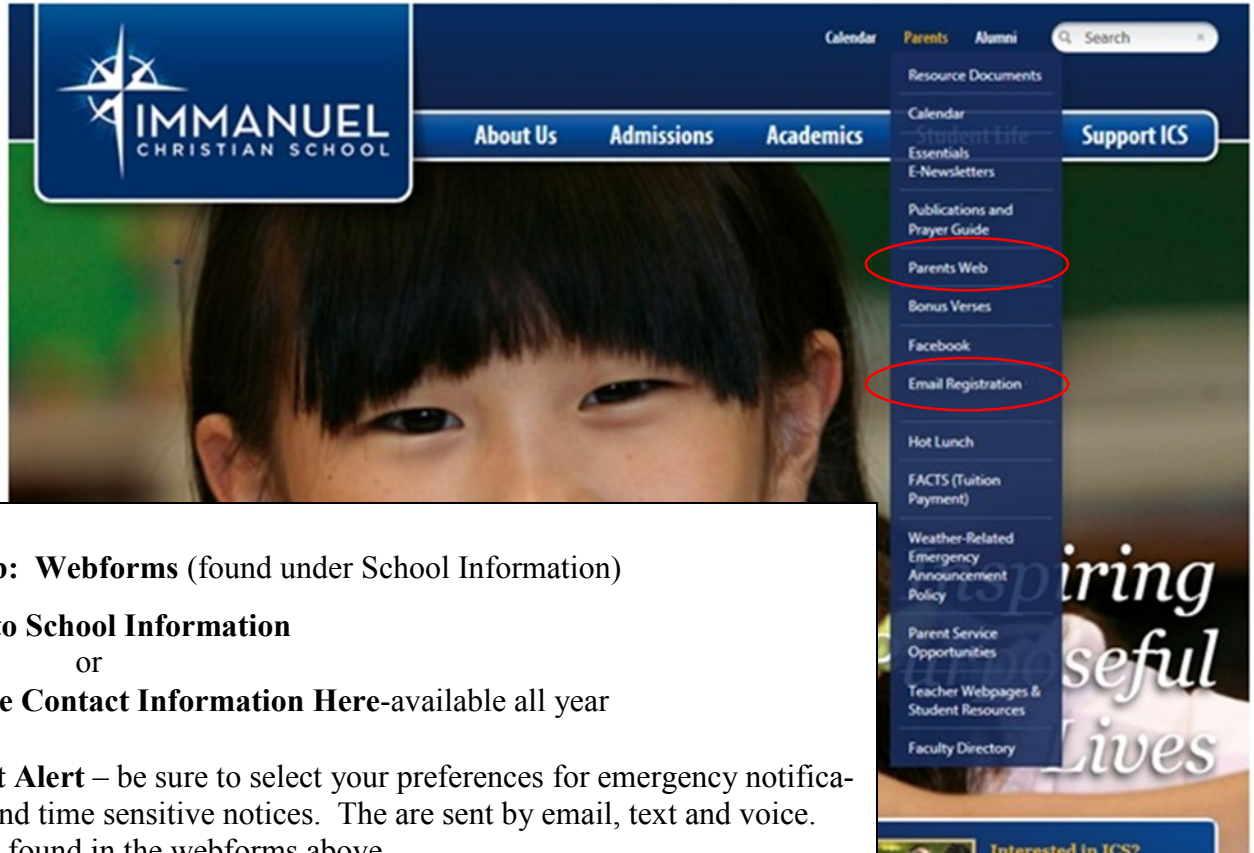 Calendar Parents Alumni Search
IMMANUEL
CHRISTIAN SCHOOL
About Us Admissions Academics Student Life Support ICS
Resource Documents
Calendar
Essentials
E-Newsletters
Publications and
Prayer Guide
Parents Web
Bonus Verses
Facebook
Email Registration
Hot Lunch
FACTS (Tuition
Payment)
Weather-Related
Emergency
Announcement
Policy
Parent Service
Opportunities
Teacher Webpages &
Student Resources
Faculty Directory
Inspiring
seful
Lives
: Webforms (found under School Information)
to School Information
or
Contact Information Here-available all year
Alert – be sure to select your preferences for emergency notifica-
nd time sensitive notices. The are sent by email, text and voice.
found in the webforms above
Interested in ICS?